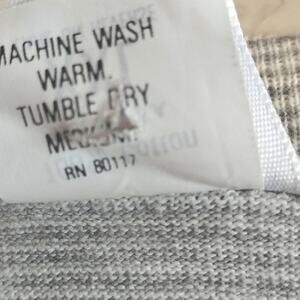 MACHINE WASH
WARM.
TUMBLE DRY
MEDIUM.
RN 80117